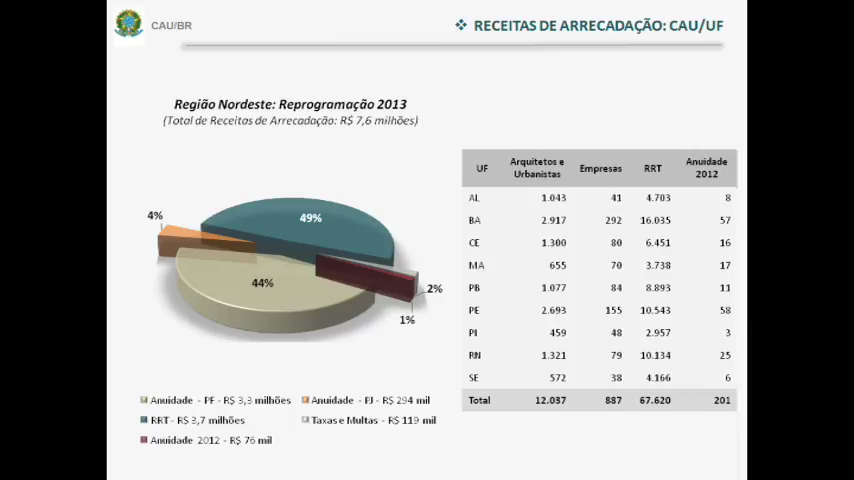 CAU/BR
❖ RECEITAS DE ARRECADAÇÃO: CAU/UF
Região Nordeste: Reprogramação 2013
(Total de Receitas de Arrecadação: R$ 7,6 milhões)
4%
49%
44%
2%
1%
Anuidade - PF - R$ 3,3 milhões
Anuidade - PJ - R$ 294 mil
RRT - R$ 3,7 milhões
Taxas e Multas - R$ 119 mil
Anuidade 2012 - R$ 76 mil
UF Arquitetos e Urbanistas Empresas RRT Anuidade 2012
AL 1.043 41 4.703 8
BA 2.917 292 16.035 57
CE 1.300 80 6.451 16
MA 655 70 3.738 17
PB 1.077 84 8.893 11
PE 2.693 155 10.543 58
PI 459 48 2.957 3
RN 1.321 79 10.134 25
SE 572 38 4.166 6
Total 12.037 887 67.620 201